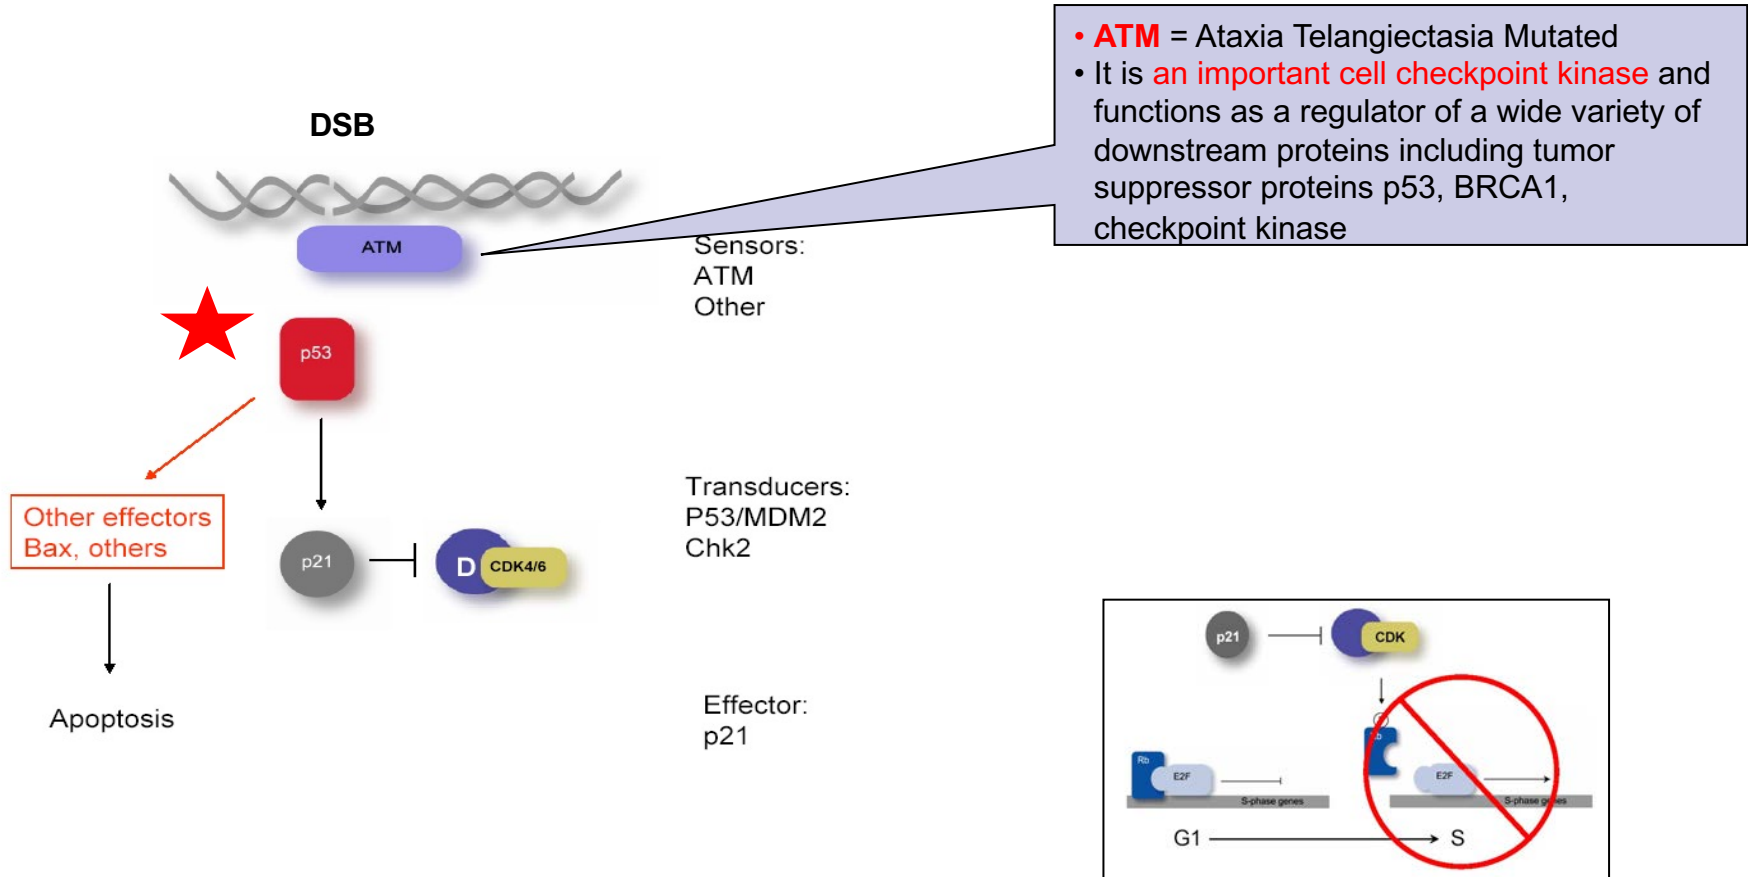 • ATM = Ataxia Telangiectasia Mutated
• It is an important cell checkpoint kinase and
functions as a regulator of a wide variety of
downstream proteins including tumor
suppressor proteins p53, BRCA1,
checkpoint kinase
DSB
ATM
Sensors:
ATM
Other
p53
Other effectors
Bax, others
p21
D
CDK4/6
Transducers:
P53/MDM2
Chk2
Apoptosis
Effector:
p21
p21
CDK
Rb
E2F
S-phase genes
E2F
S-phase genes
G1
S